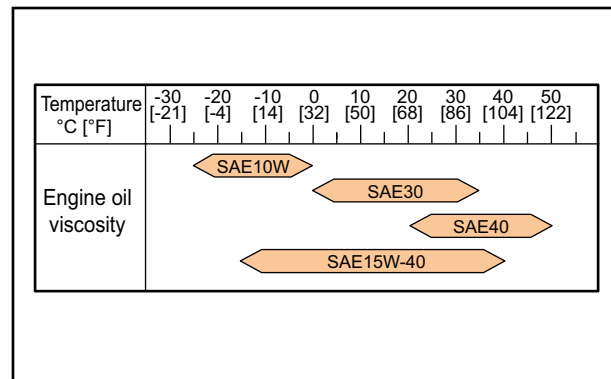 Temperature °C [°F]
-30 -20 -10 0 10 20 30 40 50
[-21] [-4] [14] [32] [50] [68] [86] [104] [122]
Engine oil viscosity
SAE10W
SAE30
SAE40
SAE15W-40